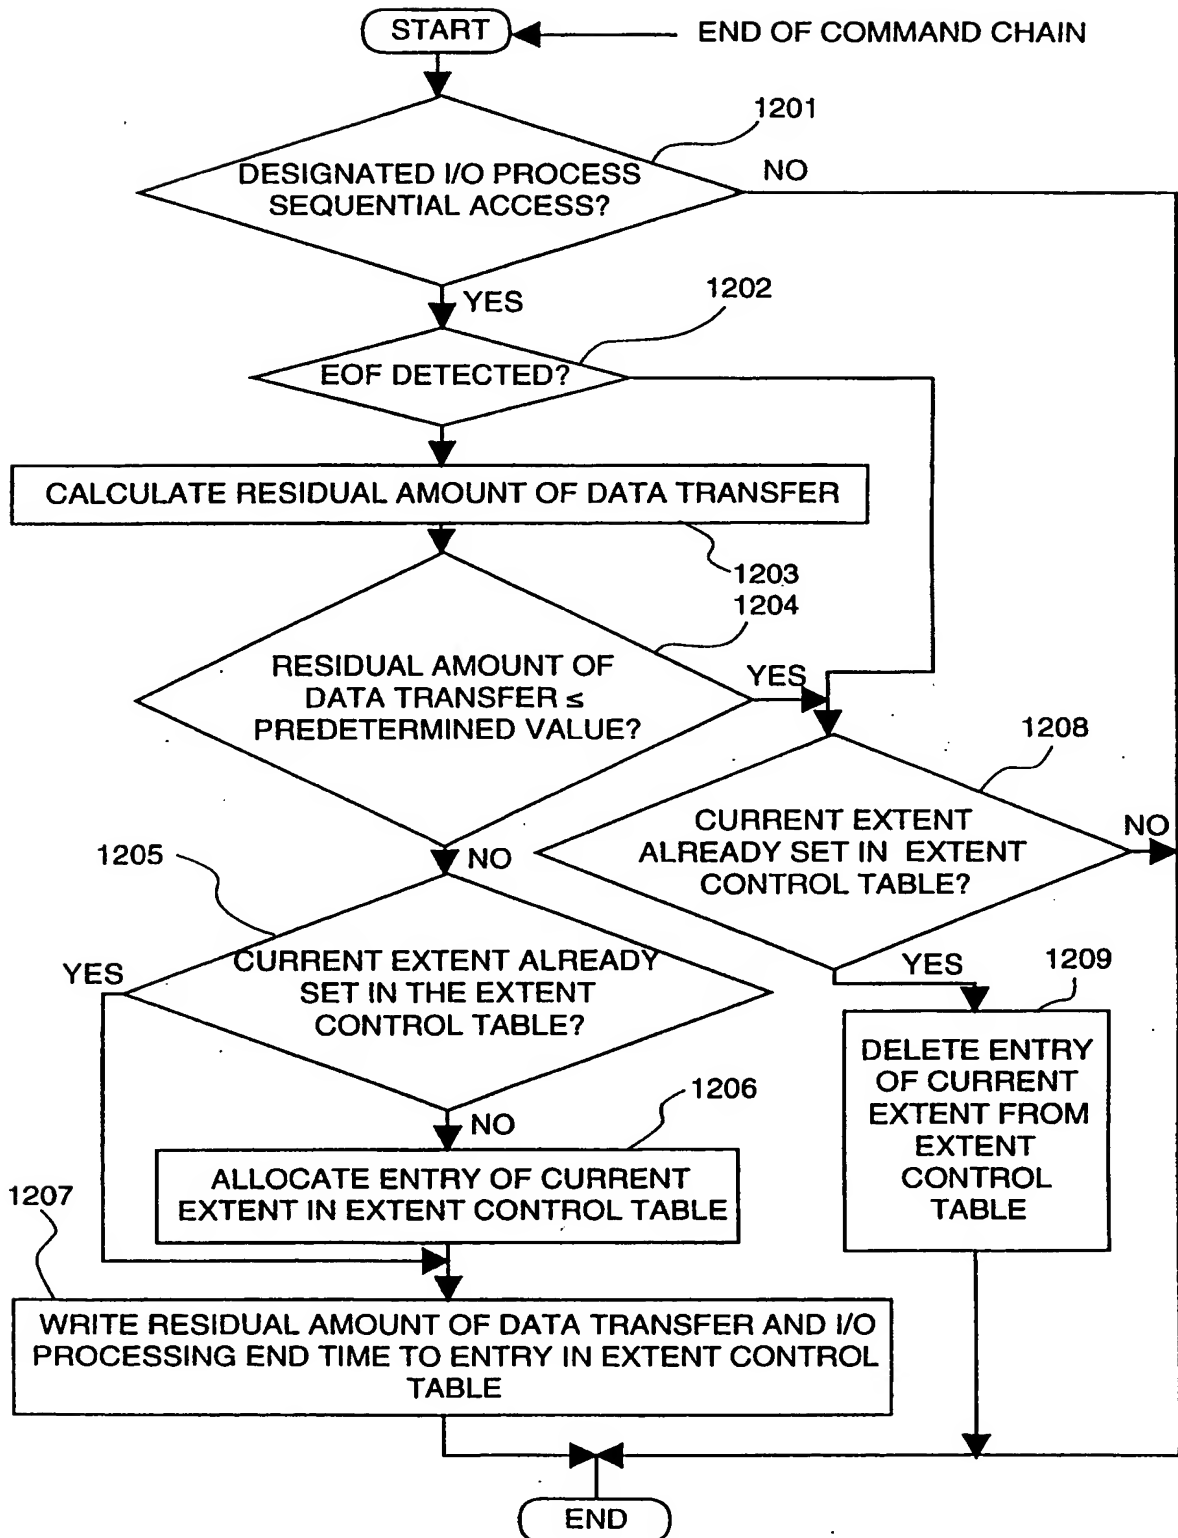 START
END OF COMMAND CHAIN
1201
DESIGNATED I/O PROCESS
SEQUENTIAL ACCESS?
NO
YES
1202
EOF DETECTED?
CALCULATE RESIDUAL AMOUNT OF DATA TRANSFER
1203
1204
RESIDUAL AMOUNT OF
DATA TRANSFER ≤
PREDETERMINED VALUE?
YES
1208
CURRENT EXTENT
ALREADY SET IN EXTENT
CONTROL TABLE?
NO
NO
1205
YES
CURRENT EXTENT ALREADY
SET IN THE EXTENT
CONTROL TABLE?
YES
1209
DELETE ENTRY
OF CURRENT
EXTENT FROM
EXTENT
CONTROL
TABLE
NO
1206
ALLOCATE ENTRY OF CURRENT
EXTENT IN EXTENT CONTROL TABLE
1207
WRITE RESIDUAL AMOUNT OF DATA TRANSFER AND I/O
PROCESSING END TIME TO ENTRY IN EXTENT CONTROL
TABLE
END